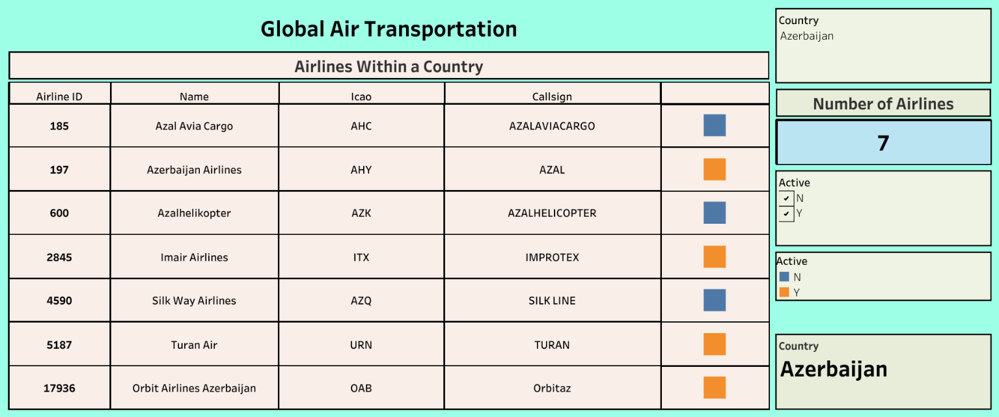 Global Air Transportation
Airlines Within a Country
Airline ID Name Icao Callsign
185 Azal Avia Cargo AHC AZALAVIACARGO
197 Azerbaijan Airlines AHY AZAL
600 Azalhelikopter AZK AZALHELICOPTER
2845 Imair Airlines ITX IMPROTEX
4590 Silk Way Airlines AZQ SILK LINE
5187 Turan Air URN TURAN
17936 Orbit Airlines Azerbaijan OAB Orbitaz
Country
Azerbaijan
Number of Airlines
7
Active
N
Y
Active
N
Y
Country
Azerbaijan